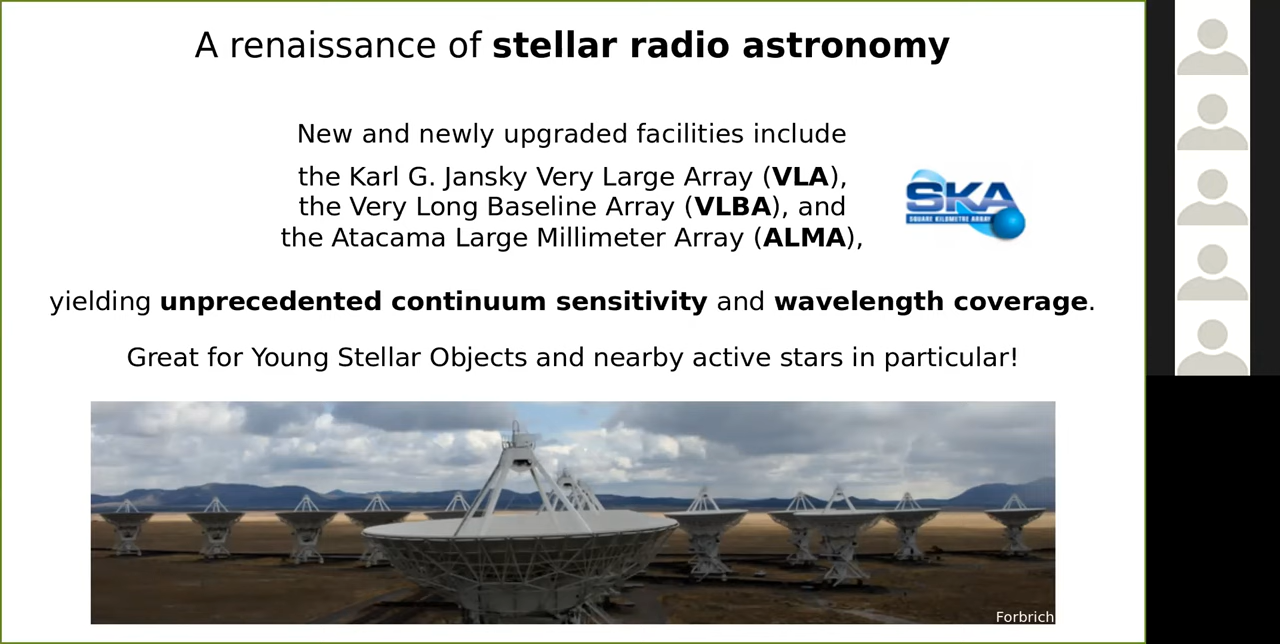 A renaissance of stellar radio astronomy
New and newly upgraded facilities include
the Karl G. Jansky Very Large Array (VLA),
the Very Long Baseline Array (VLBA), and
the Atacama Large Millimeter Array (ALMA),
SKA
SQUARE KILOMETRE ARRAY
yielding unprecedented continuum sensitivity and wavelength coverage.
Great for Young Stellar Objects and nearby active stars in particular!
Forbrich